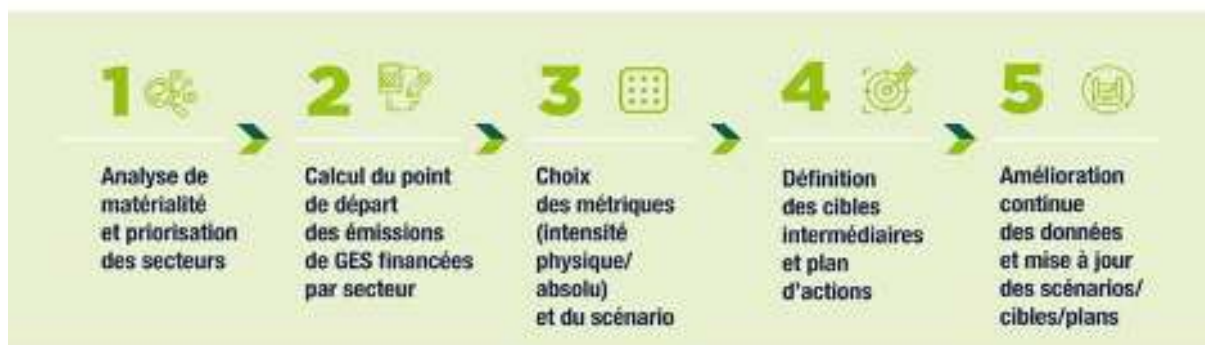 1
Analyse de
matérialité
et priorisation
des secteurs
2
Calcul du point
de départ
des émissions
de GES financées
par secteur
3
Choix
des métriques
(intensité
physique/
absolu)
et du scénario
4
Définition
des cibles
intermédiaires
et plan
d'actions
5
Amélioration
continue
des données
et mise à jour
des scénarios/
cibles/plans